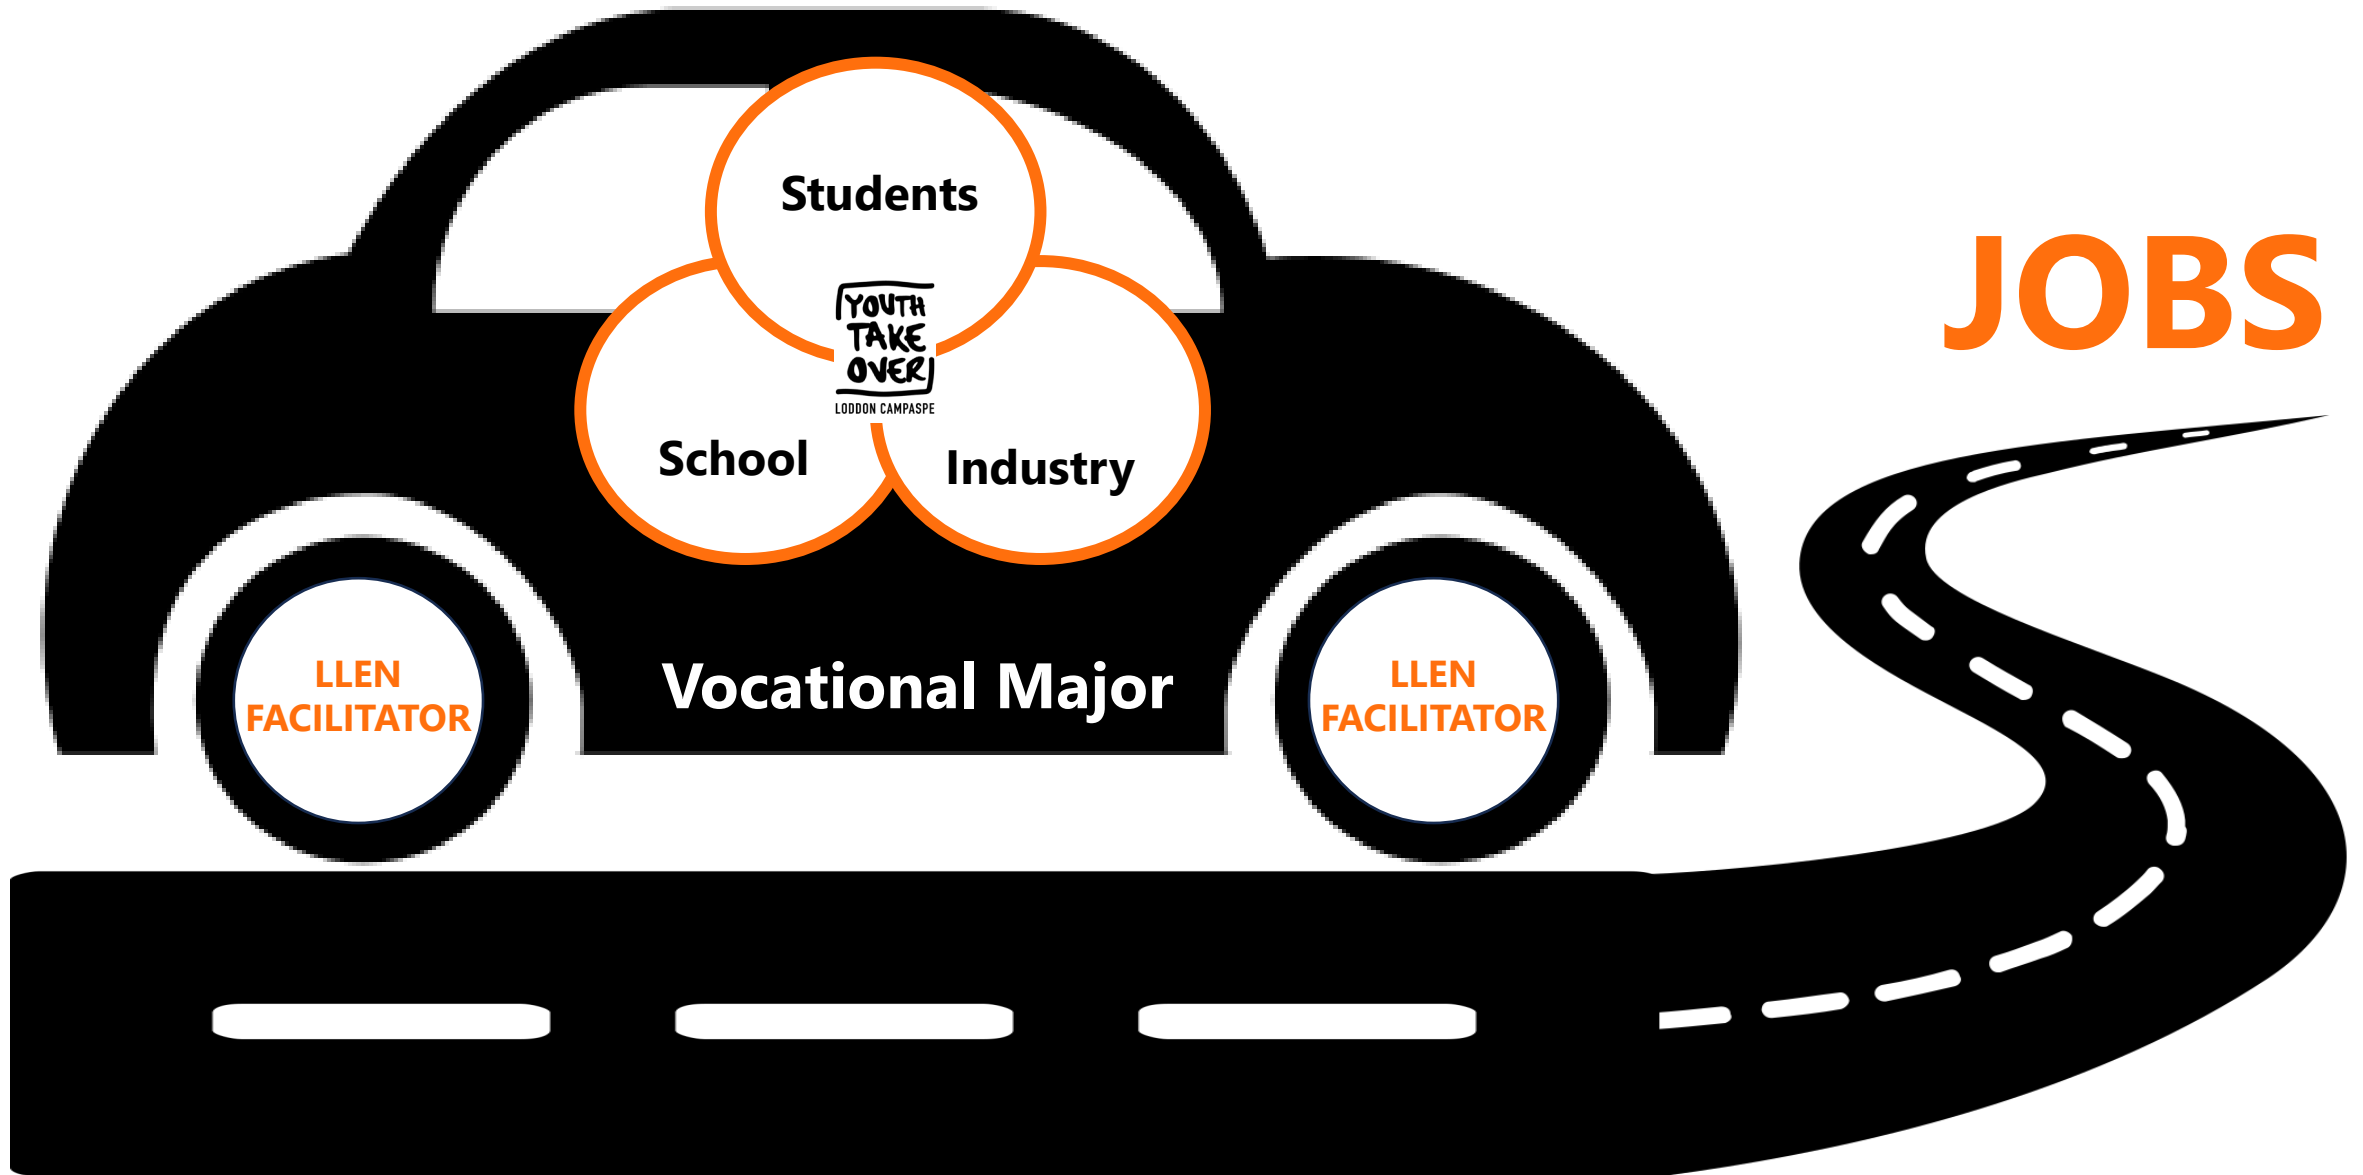 Students
JOBS
YOUTH
TAKE
OVER
LODDON CAMPASPE
School
Industry
LLEN
FACILITATOR
Vocational Major
LLEN
FACILITATOR